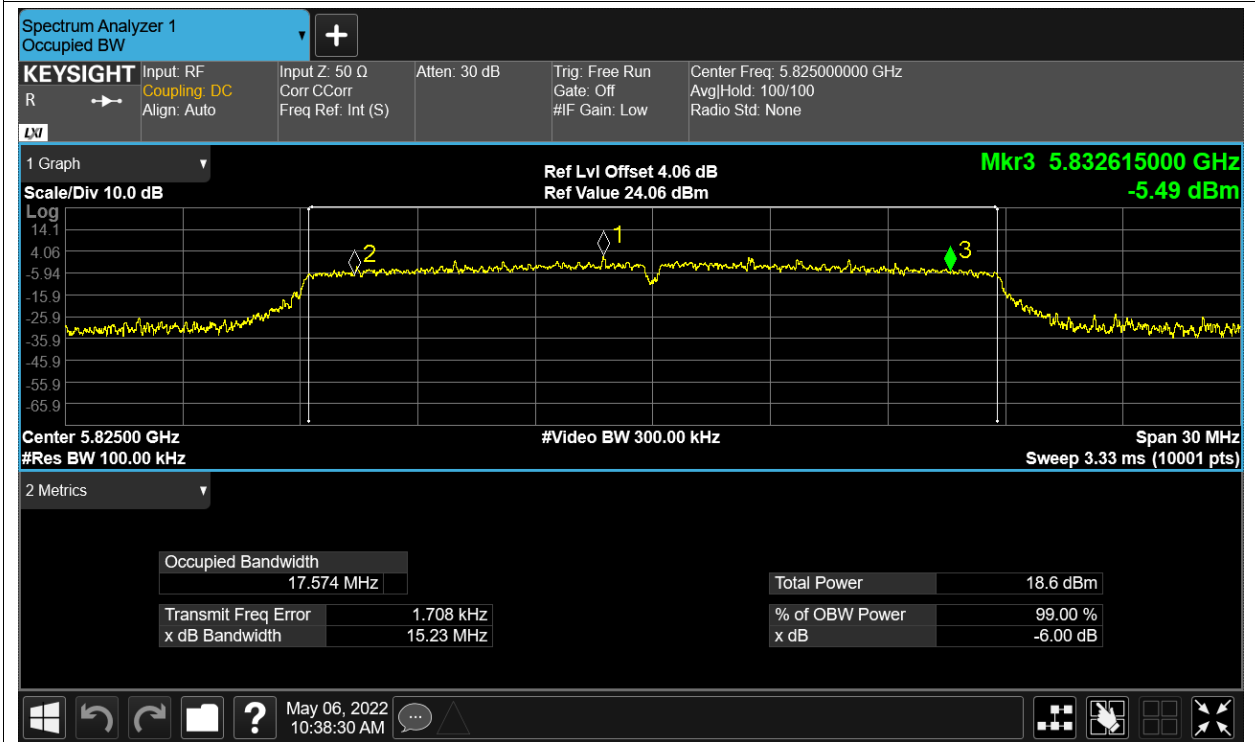 Spectrum Analyzer 1
Occupied BW
KEYSIGHT Input: RF Input Z: 50 Ω Atten: 30 dB Trig: Free Run Center Freq: 5.825000000 GHz
R Coupling: DC Corr CCorr Gate: Off Avg|Hold: 100/100
Align: Auto Freq Ref: Int (S) #IF Gain: Low Radio Std: None
LXI
1 Graph Ref Lvl Offset 4.06 dB Mkr3 5.832615000 GHz
Scale/Div 10.0 dB Ref Value 24.06 dBm -5.49 dBm
Log
14.1
4.06
-5.94
-15.9
-25.9
-35.9
-45.9
-55.9
-65.9
1
2
3
Center 5.82500 GHz #Video BW 300.00 kHz Span 30 MHz
#Res BW 100.00 kHz Sweep 3.33 ms (10001 pts)
2 Metrics
Occupied Bandwidth
17.574 MHz Total Power 18.6 dBm
Transmit Freq Error 1.708 kHz % of OBW Power 99.00 %
x dB Bandwidth 15.23 MHz x dB -6.00 dB
? May 06, 2022
10:38:30 AM